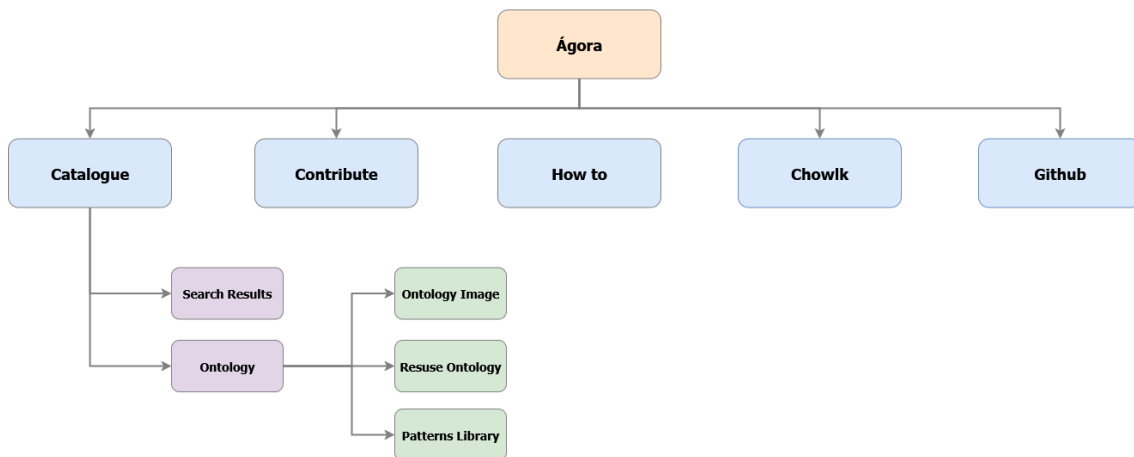 Ágora
Catalogue
Contribute
How to
Chowlk
Github
Search Results
Ontology Image
Ontology
Resuse Ontology
Patterns Library